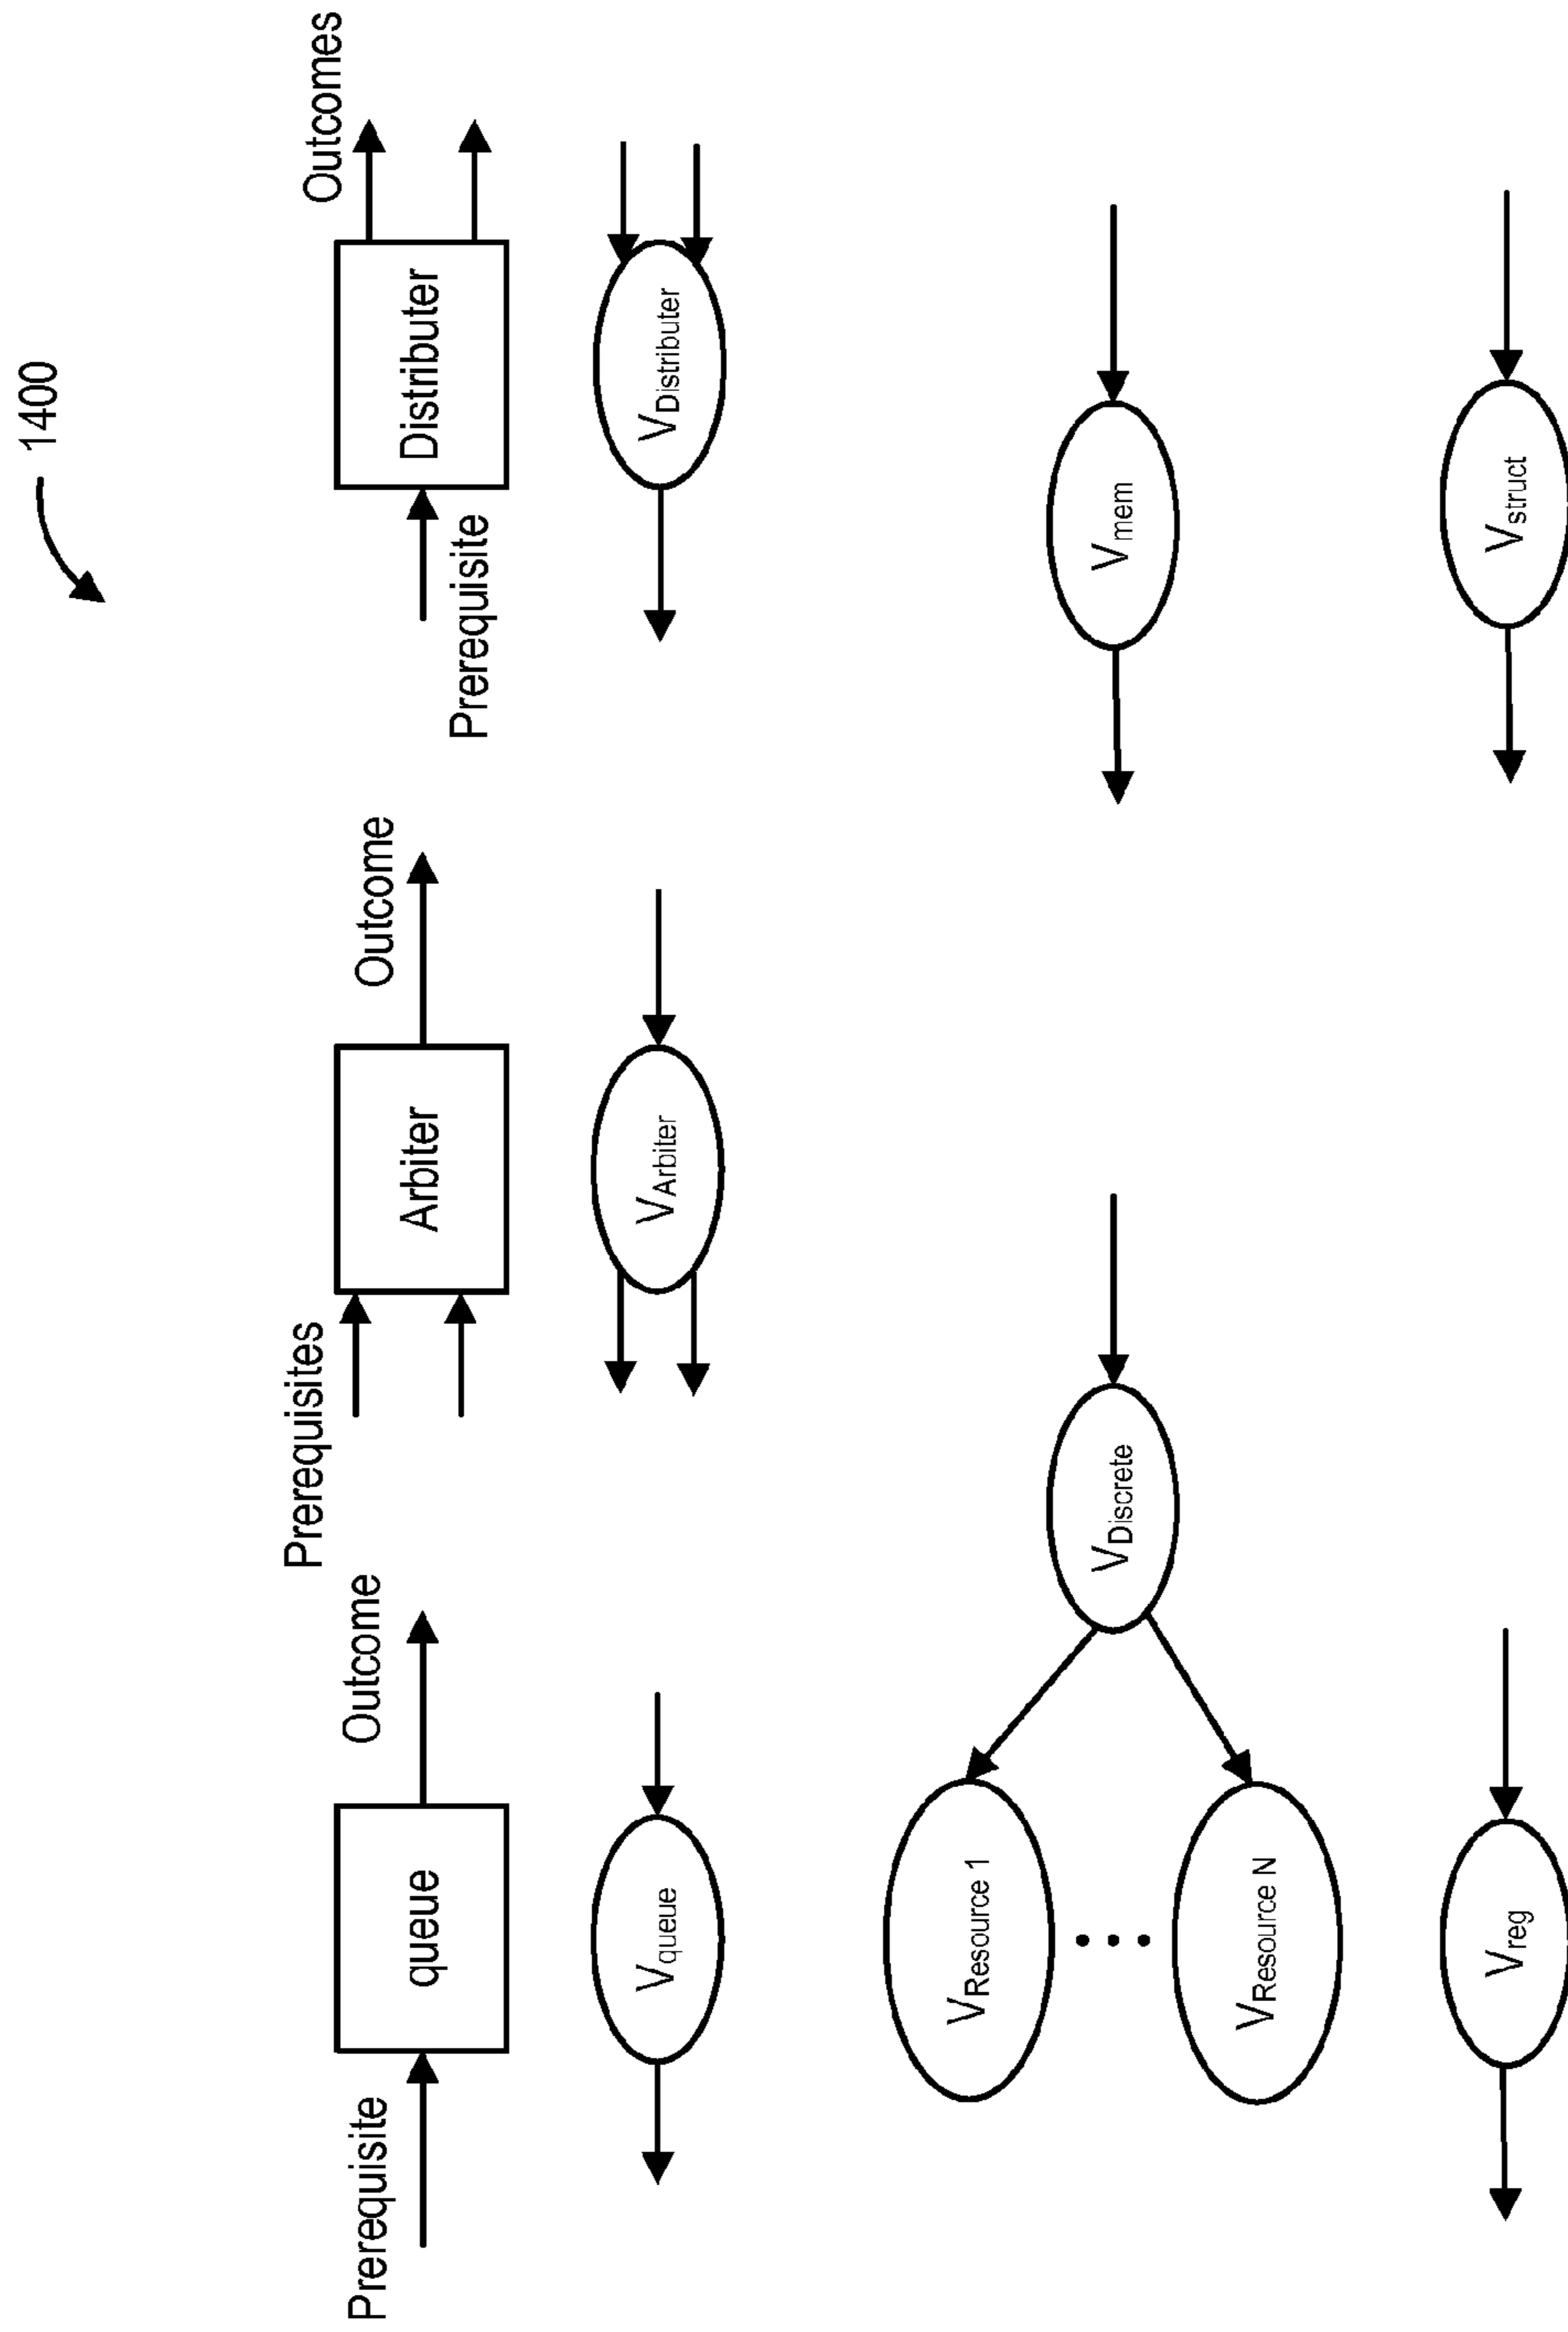 1400
Prerequisite
queue
Outcome
Prerequisites
Arbiter
Outcome
Prerequisite
Distributer
Outcomes
Vqueue
VArbiter
VDistributer
VResource 1
VResource N
VDiscrete
Vmem
Vreg
Vstruct